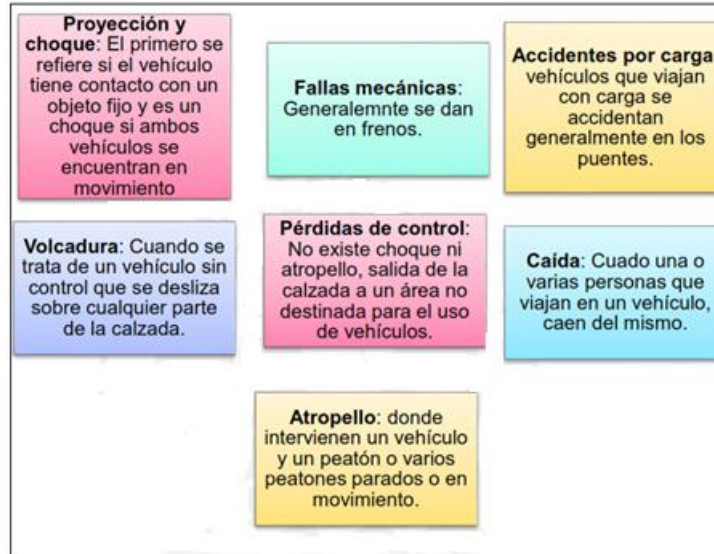 Proyección y
choque: El primero se
refiere si el vehículo
tiene contacto con un
objeto fijo y es un
choque si ambos
vehículos se
encuentran en
movimiento
Fallas mecánicas:
Generalemnte se dan
en frenos.
Accidentes por carga:
vehículos que viajan
con carga se
accidentan
generalmente en los
puentes.
Volcadura: Cuando se
trata de un vehículo sin
control que se desliza
sobre cualquier parte
de la calzada.
Pérdidas de control:
No existe choque ni
atropello, salida de la
calzada a un área no
destinada para el uso
de vehículos.
Caída: Cuado una o
varias personas que
viajan en un vehículo,
caen del mismo.
Atropello: donde
intervienen un vehículo
y un peatón o varios
peatones parados o en
movimiento.